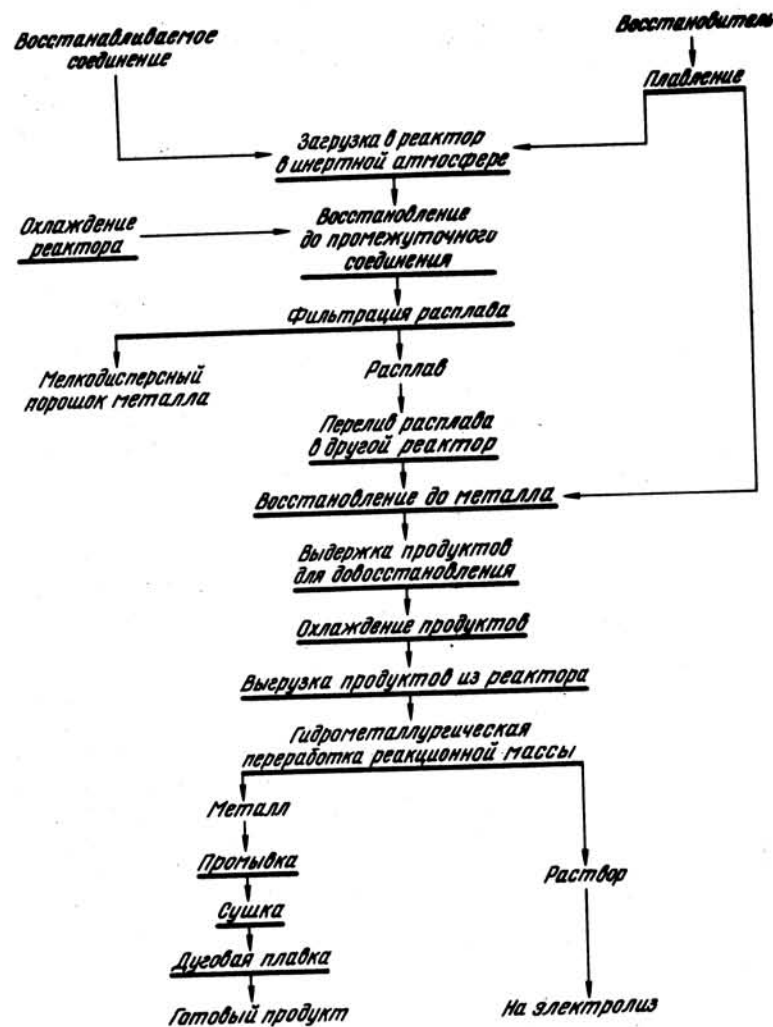 Восстанавливаемое
соединение
Восстановитель
Плавление
Загрузка в реактор
в инертной атмосфере
Охлаждение
реактора
Восстановление
до промежуточного
соединения
Фильтрация расплава
Мелкодисперсный
порошок металла
Расплав
Перелив расплава
в другой реактор
Восстановление до металла
Выдержка продуктов
для довосстановления
Охлаждение продуктов
Выгрузка продуктов из реактора
Гидрометаллургическая
переработка реакционной массы
Металл
Промывка
Раствор
Сушка
Дуговая плавка
Готовый продукт
На электролиз